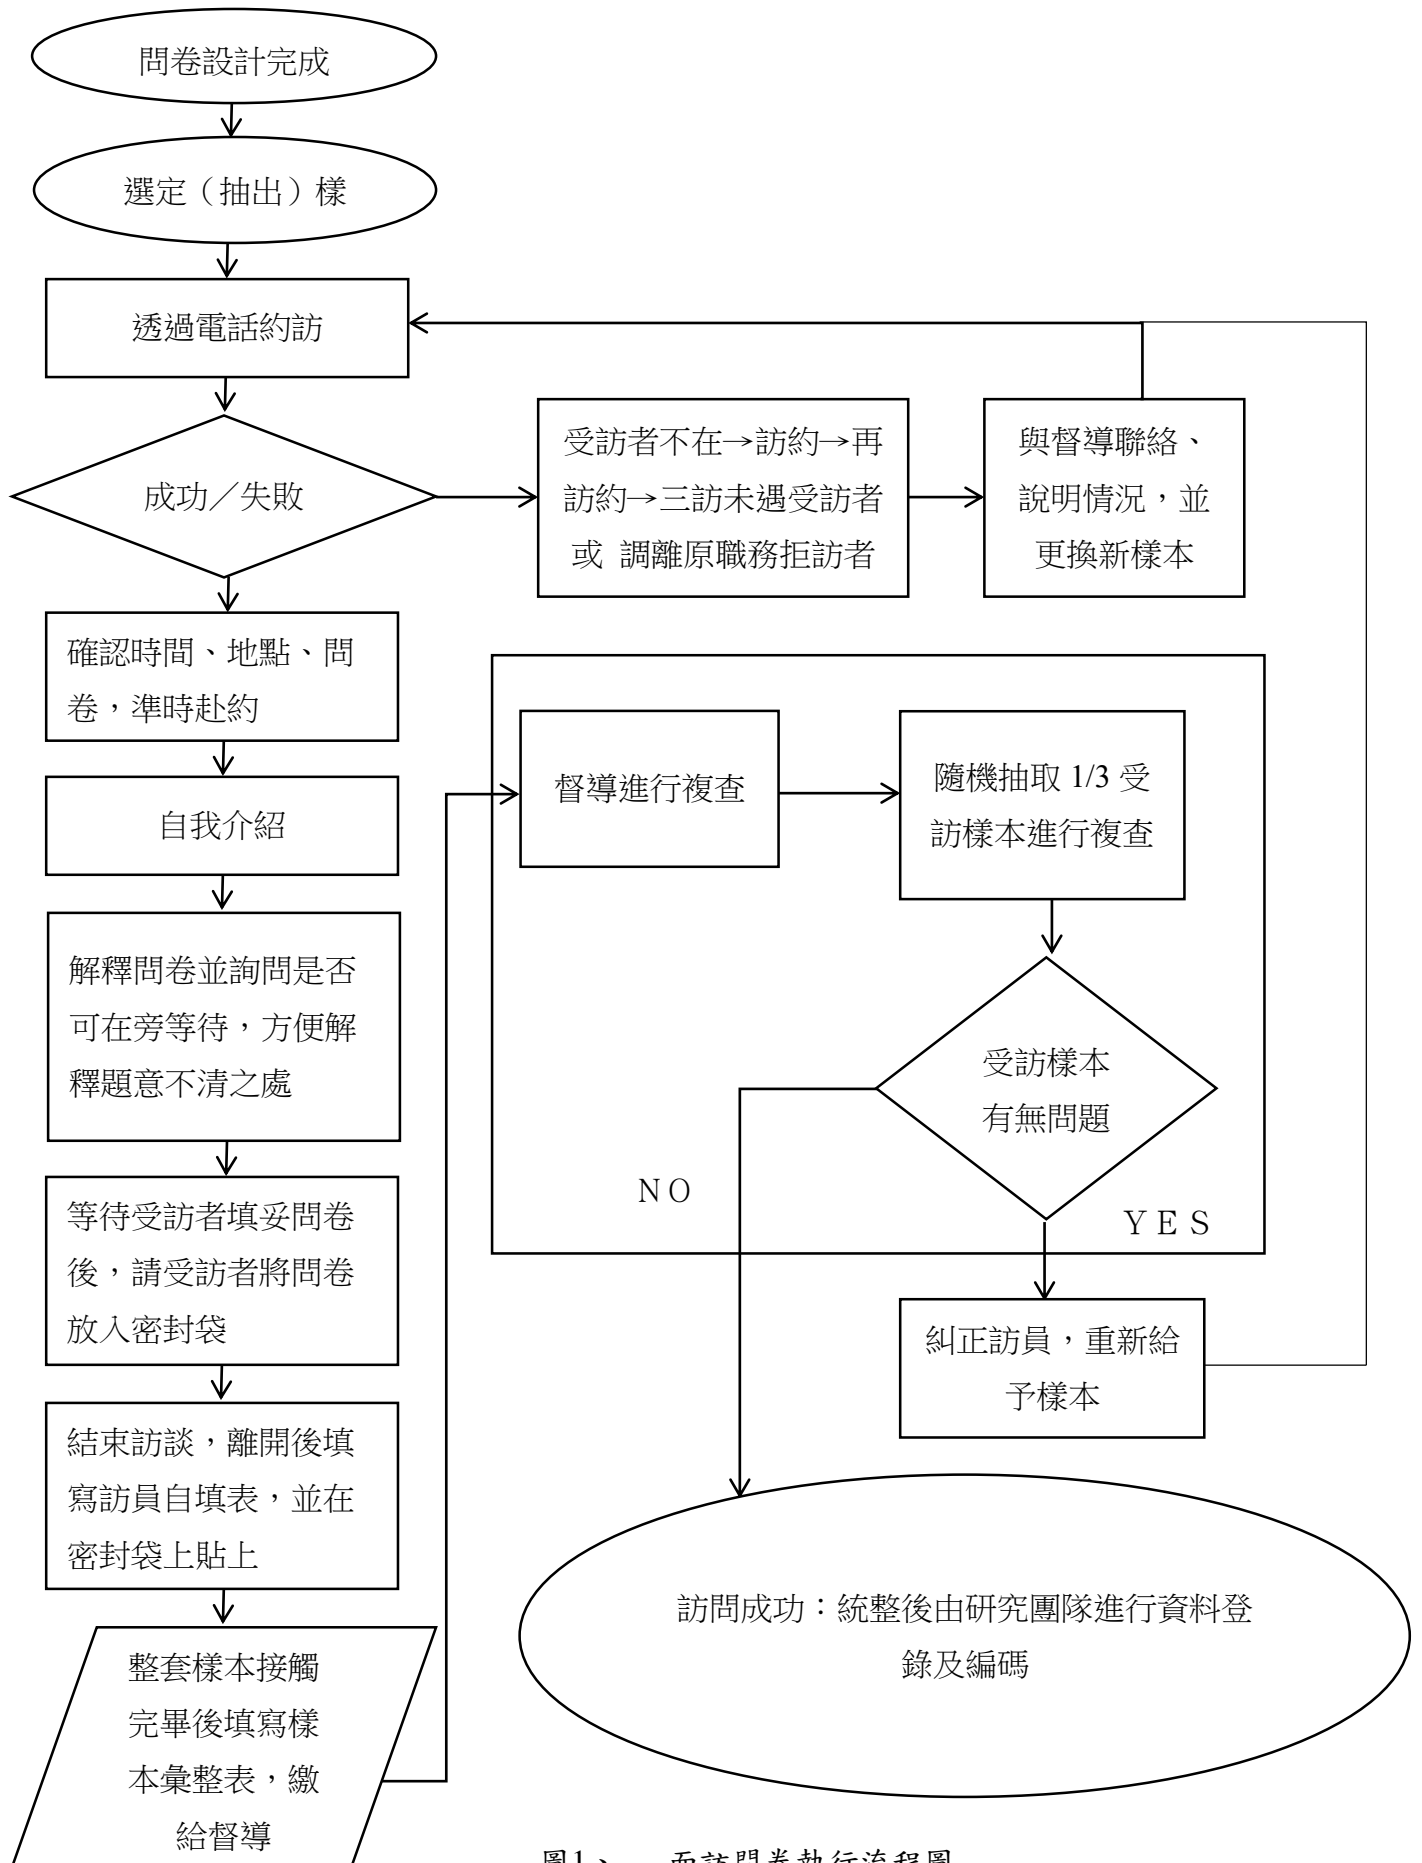 問卷設計完成
選定（抽出）樣
透過電話約訪
成功／失敗
受訪者不在→訪約→再
訪約→三訪未遇受訪者
或 調離原職務拒訪者
與督導聯絡、
說明情況，並
更換新樣本
確認時間、地點、問
卷，準時赴約
自我介紹
解釋問卷並詢問是否
可在旁等待，方便解
釋題意不清之處
等待受訪者填妥問卷
後，請受訪者將問卷
放入密封袋
結束訪談，離開後填
寫訪員自填表，並在
密封袋上貼上
整套樣本接觸
完畢後填寫樣
本彙整表，繳
給督導
督導進行複查
隨機抽取 1/3 受
訪樣本進行複查
受訪樣本
有無問題
ＮＯ
ＹＥＳ
糾正訪員，重新給
予樣本
訪問成功：統整後由研究團隊進行資料登
錄及編碼
圖1、 面訪問卷執行流程圖